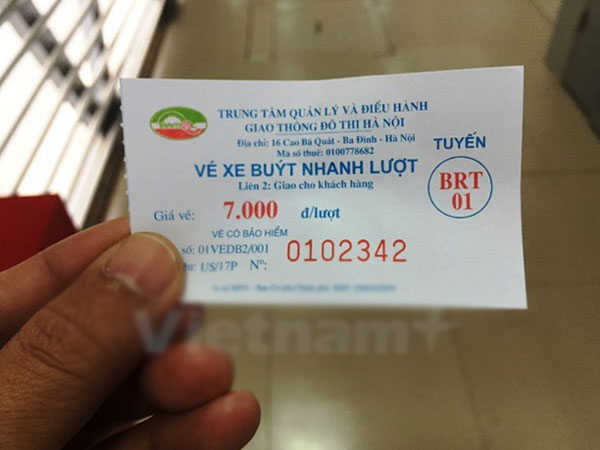 TRUNG TÂM QUẢN LÝ VÀ ĐIỀU HÀNH
GIAO THÔNG ĐÔ THỊ HÀ NỘI
Địa chỉ: 16 Cao Bá Quát - Ba Đình - Hà Nội
Mã số thuế: 0100778682
TUYẾN
VÉ XE BUÝT NHANH LƯỢT
BRT
01
Liên 2: Giao cho khách hàng
Giá vé: 7.000 đ/lượt
VÉ CÓ BẢO HIỂM
số: 01VEDB2/001
US/17P Nº: 0102342
Vietnam+